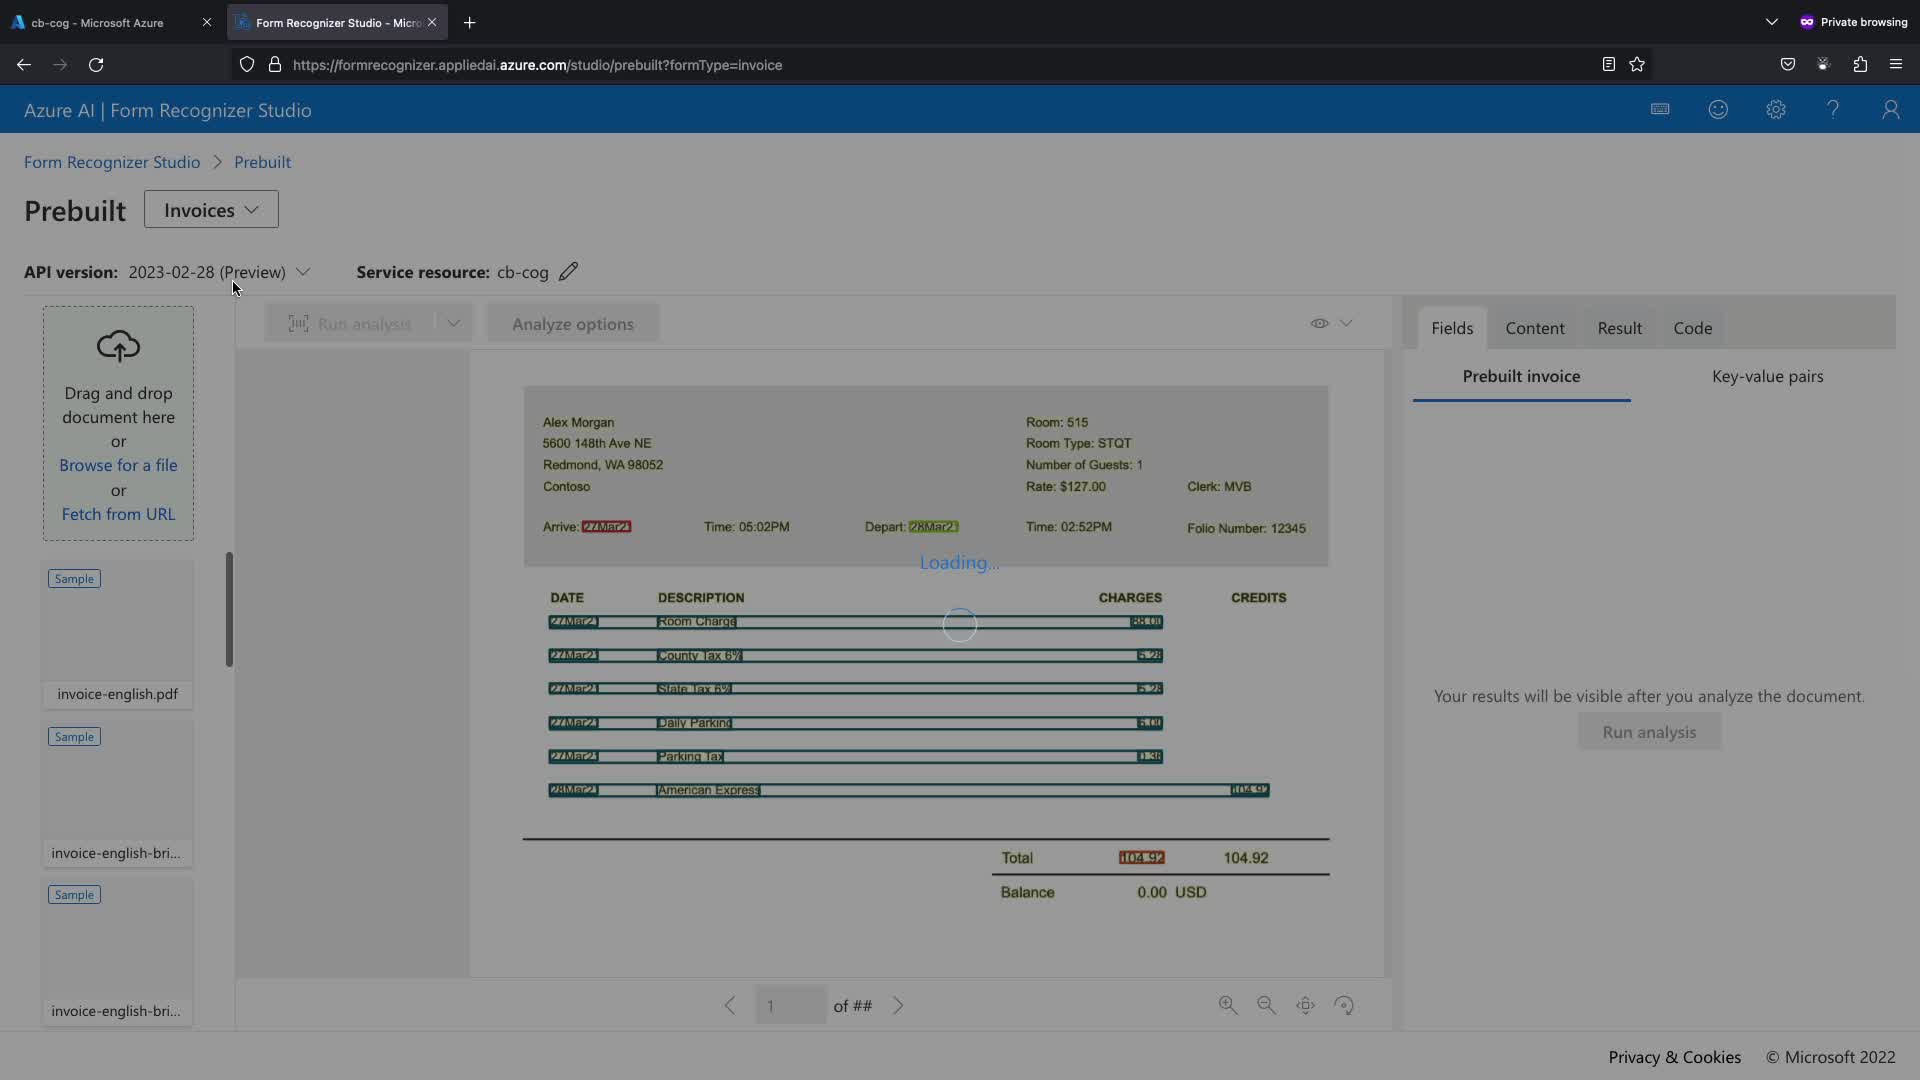 cb-cog - Microsoft Azure
Form Recognizer Studio - Micro
Private browsing
https://formrecognizer.appliedai.azure.com/studio/prebuilt?formType=invoice
Azure AI | Form Recognizer Studio
Form Recognizer Studio > Prebuilt
Prebuilt
Invoices
API version: 2023-02-28 (Preview)
Service resource: cb-cog
Drag and drop
document here
or
Browse for a file
or
Fetch from URL
Sample
invoice-english.pdf
Sample
invoice-english-bri...
Sample
invoice-english-bri...
Run analysis
Analyze options
Alex Morgan
5600 148th Ave NE
Redmond, WA 98052
Contoso
Room: 515
Room Type: STQT
Number of Guests: 1
Rate: $127.00
Clerk: MVB
Arrive: 27Mar21
Time: 05:02PM
Depart: 28Mar21
Time: 02:52PM
Folio Number: 12345
Loading...
DATE DESCRIPTION CHARGES CREDITS
27Mar21 Room Charge 88.00
27Mar21 County Tax 6% 5.28
27Mar21 State Tax 6% 5.28
27Mar21 Daily Parking 6.00
27Mar21 Parking Tax 0.36
28Mar21 American Express 104.92
Total 104.92 104.92
Balance 0.00 USD
1 of ##
Fields
Content
Result
Code
Prebuilt invoice
Key-value pairs
Your results will be visible after you analyze the document.
Run analysis
Privacy & Cookies
© Microsoft 2022